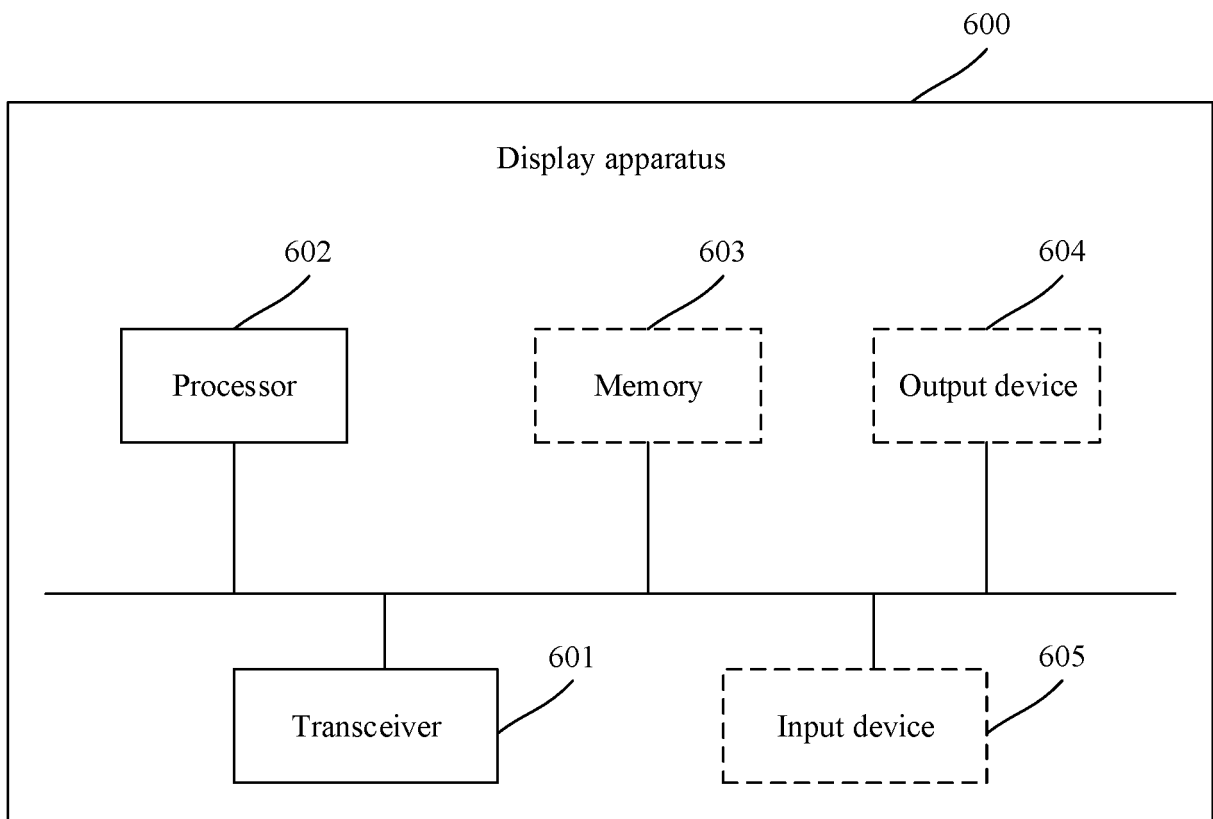 600
Display apparatus
602
603
604
Processor
Memory
Output device
601
605
Transceiver
Input device